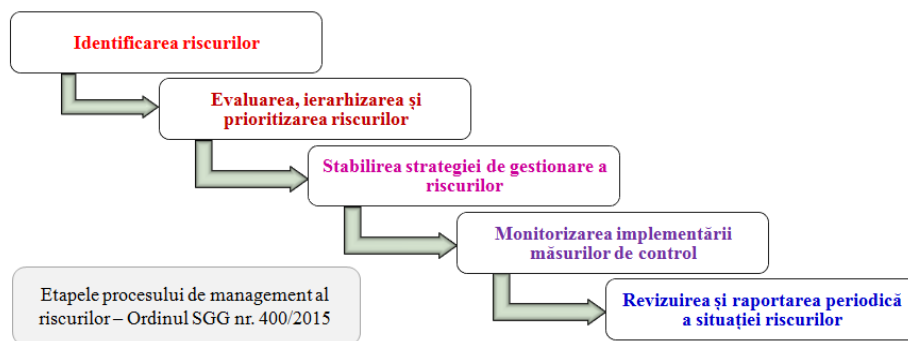 Identificarea riscurilor
Evaluarea, ierarhizarea și
prioritizarea riscurilor
Stabilirea strategiei de gestionare a
riscurilor
Monitorizarea implementării
măsurilor de control
Revizuirea și raportarea periodică
a situației riscurilor
Etapele procesului de management al
riscurilor – Ordinul SGG nr. 400/2015